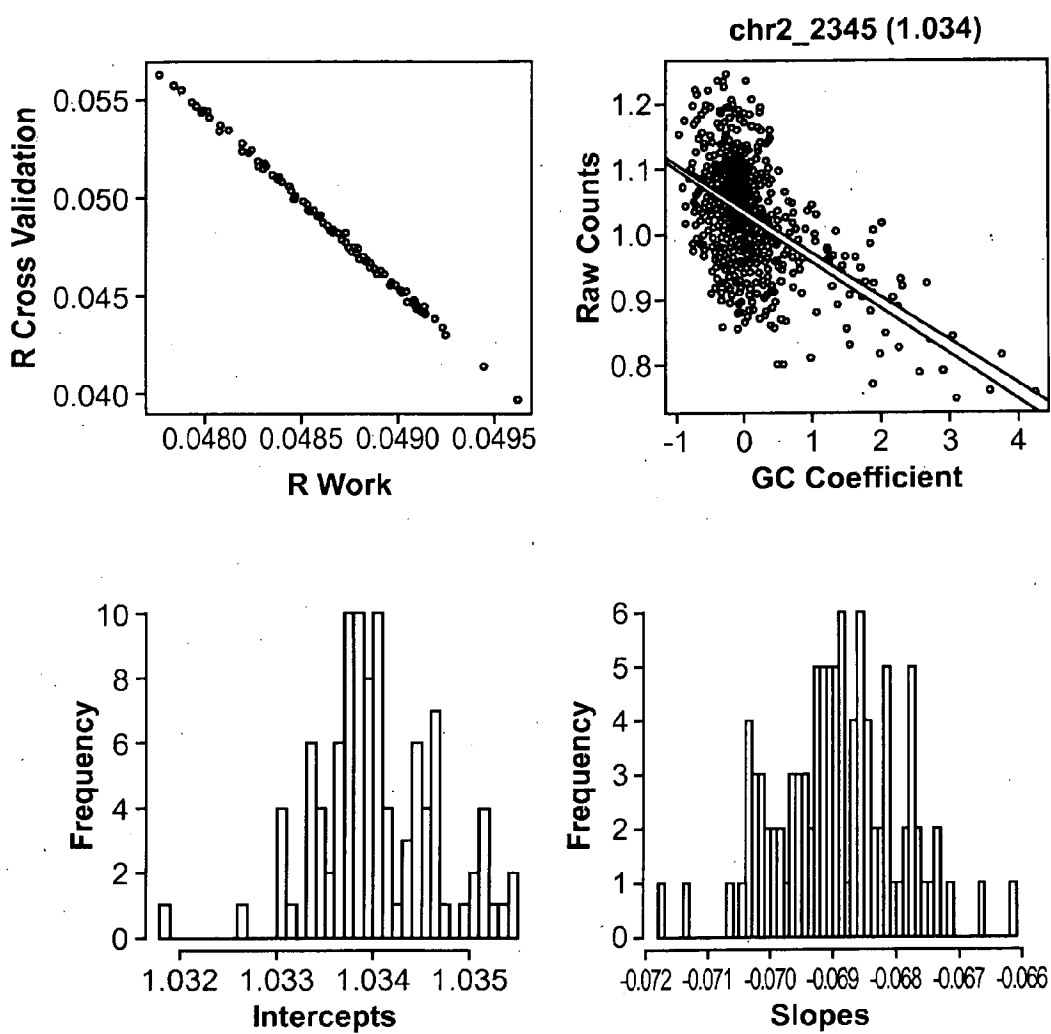 R Cross Validation
0.055
0.050
0.045
0.040
0.0480 0.0485 0.0490 0.0495
R Work
chr2_2345 (1.034)
Raw Counts
1.2
1.1
1.0
0.9
0.8
-1 0 1 2 3 4
GC Coefficient
Frequency
10
8
6
4
2
0
1.032 1.033 1.034 1.035
Intercepts
Frequency
6
5
4
3
2
1
0
-0.072 -0.071 -0.070 -0.069 -0.068 -0.067 -0.066
Slopes